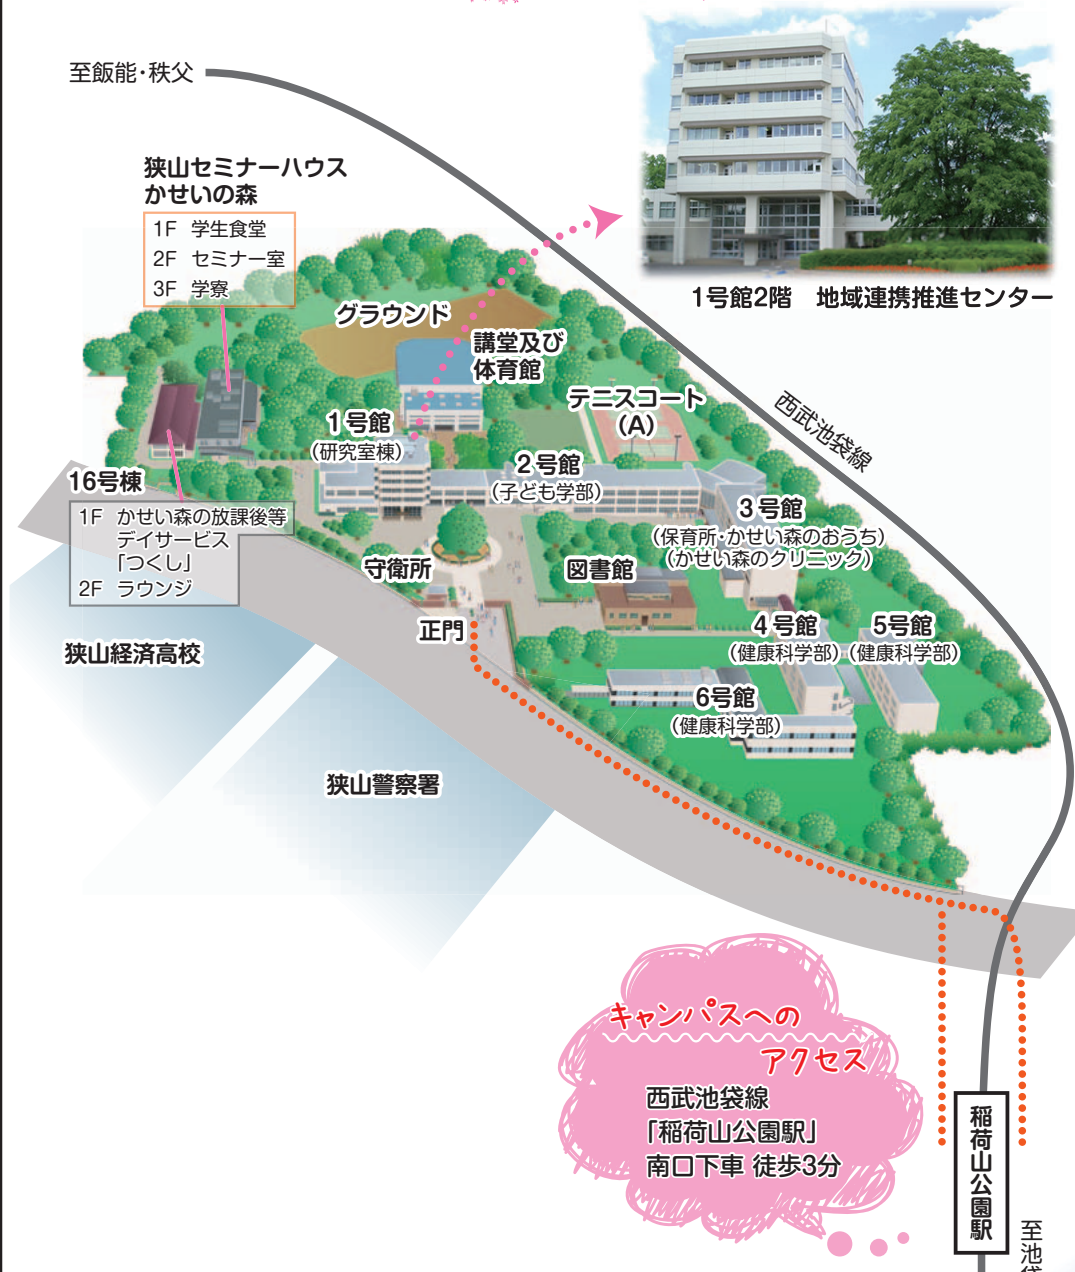 至飯能・秩父
狭山セミナーハウス
かせいの森
1F 学生食堂
2F セミナー室
3F 学寮
1号館2階 地域連携推進センター
グラウンド
講堂及び
体育館
テニスコート
(A)
西武池袋線
1号館
(研究室棟)
2号館
(子ども学部)
3号館
(保育所・かせい森のおうち)
(かせい森のクリニック)
16号棟
1F かせい森の放課後等
デイサービス
「つくし」
2F ラウンジ
守衛所
図書館
正門
4号館
(健康科学部)
5号館
(健康科学部)
6号館
(健康科学部)
狭山経済高校
狭山警察署
キャンパスへの
アクセス
西武池袋線
「稲荷山公園駅」
南口下車 徒歩3分
稲荷山公園駅
至池袋